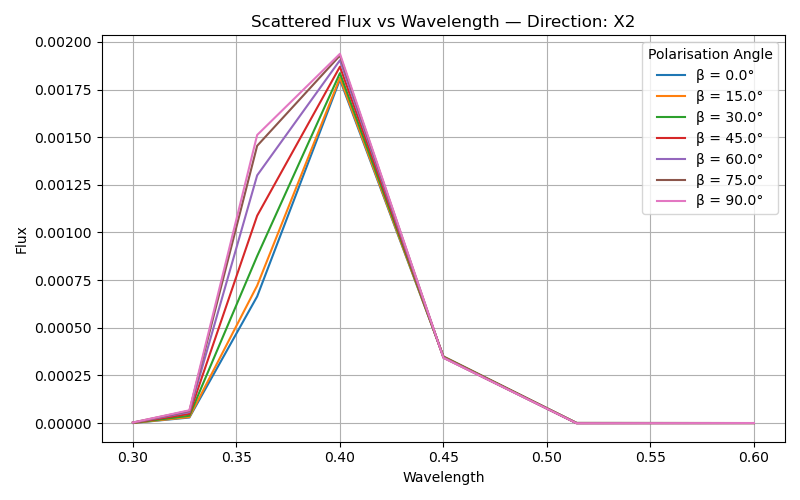 Scattered Flux vs Wavelength — Direction: X2
Flux
0.00200
0.00175
0.00150
0.00125
0.00100
0.00075
0.00050
0.00025
0.00000
Polarisation Angle
β = 0.0°
β = 15.0°
β = 30.0°
β = 45.0°
β = 60.0°
β = 75.0°
β = 90.0°
0.30 0.35 0.40 0.45 0.50 0.55 0.60
Wavelength